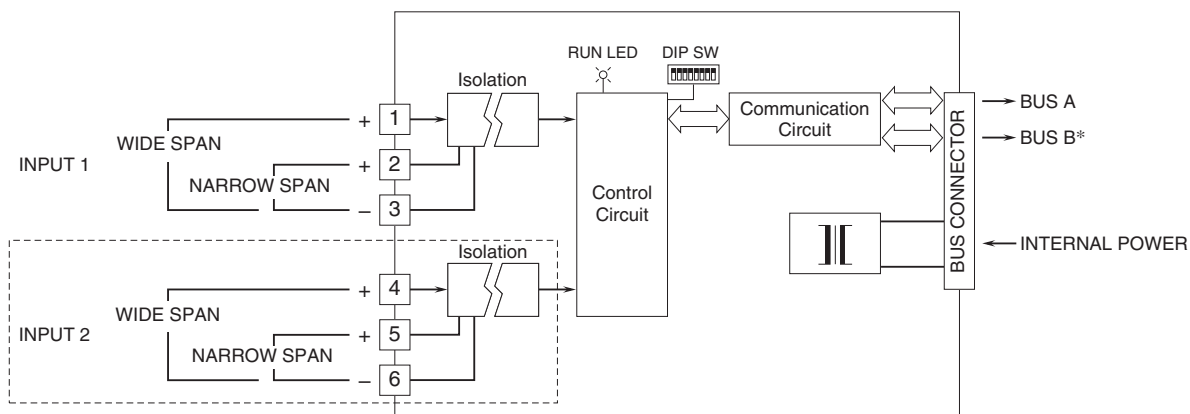 RUN LED
DIP SW
Isolation
INPUT 1
WIDE SPAN
NARROW SPAN
+
1
+
2
–
3
Control
Circuit
Communication
Circuit
BUS CONNECTOR
BUS A
BUS B*
INTERNAL POWER
Isolation
INPUT 2
WIDE SPAN
NARROW SPAN
+
4
+
5
–
6